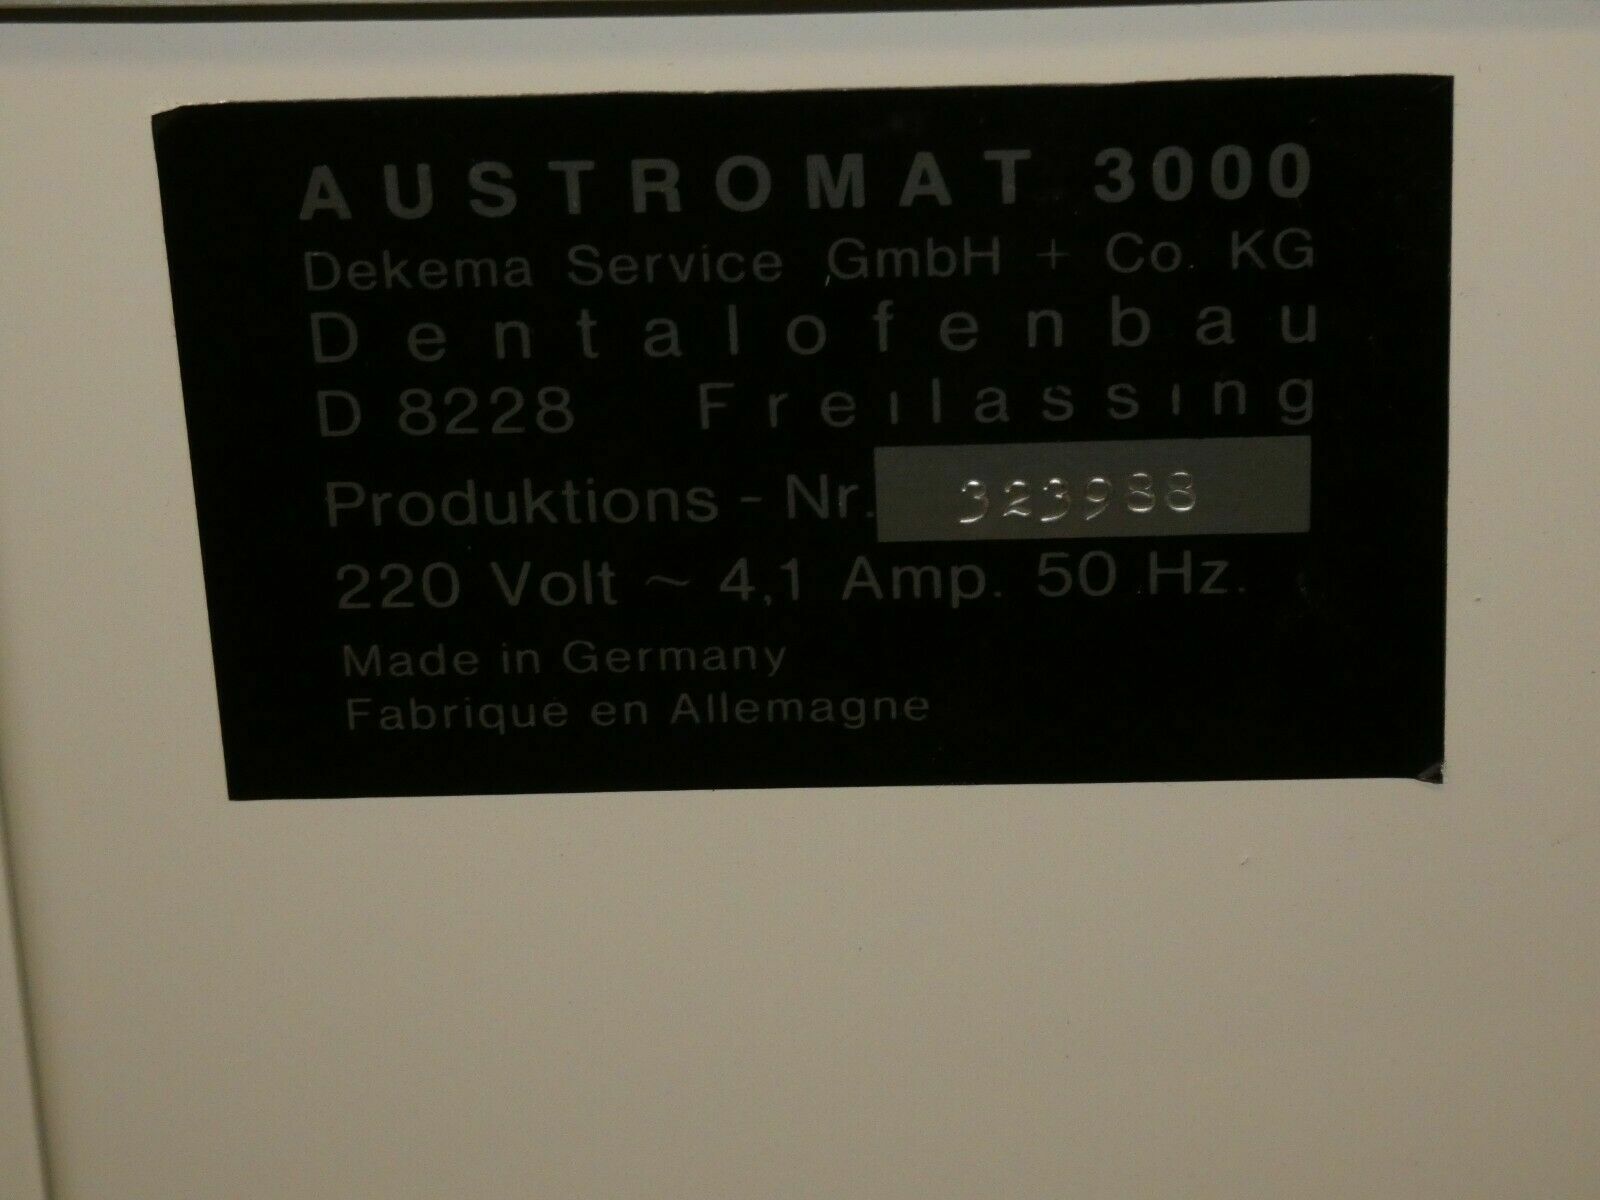 AUSTROMAT 3000
Dekema Service GmbH + Co. KG
Dentalofenbau
D 8228 Freilassing
Produktions - Nr. 323988
220 Volt ~ 4,1 Amp. 50 Hz.
Made in Germany
Fabriqué en Allemagne